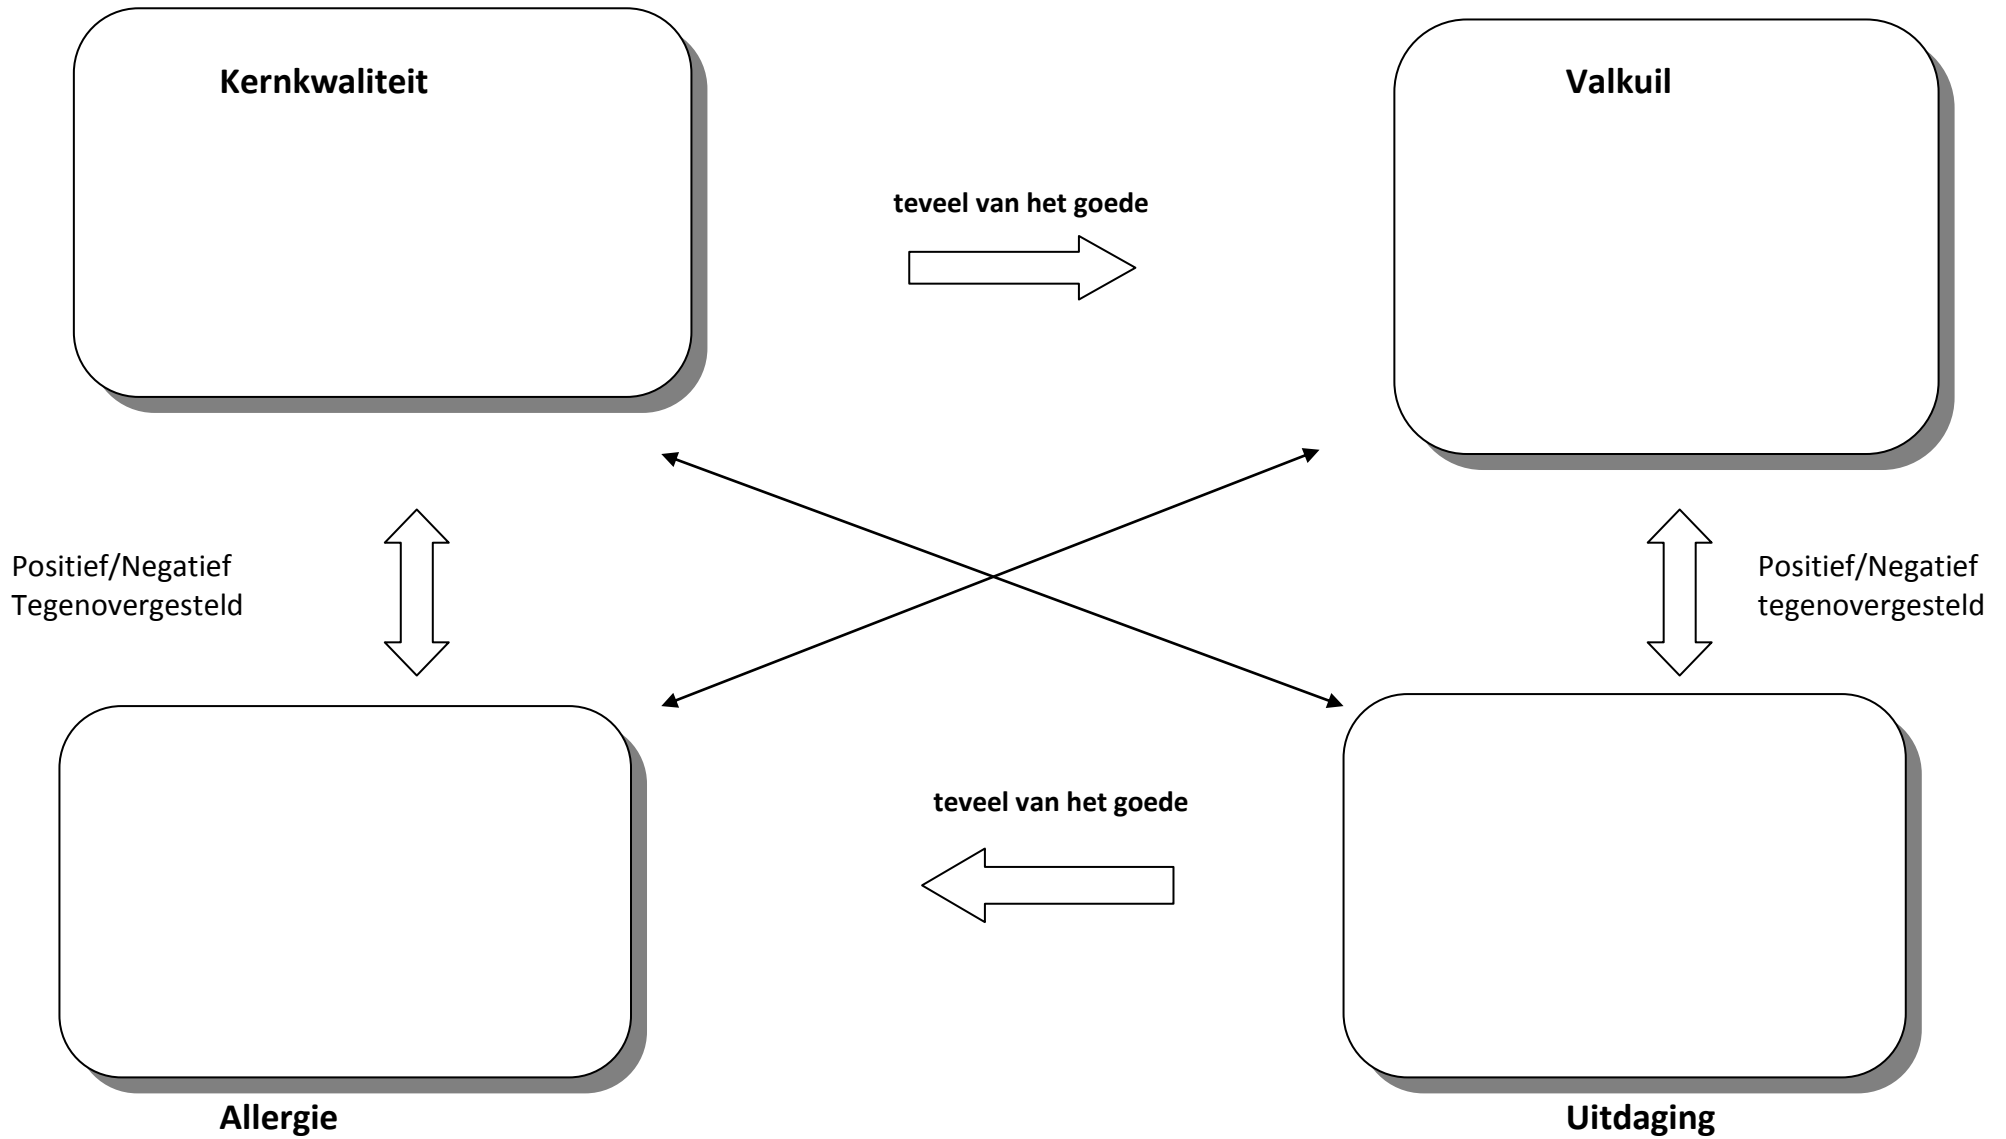 Kernkwaliteit
Valkuil
teveel van het goede
Positief/Negatief
Tegenovergesteld
Positief/Negatief
tegenovergesteld
teveel van het goede
Allergie
Uitdaging